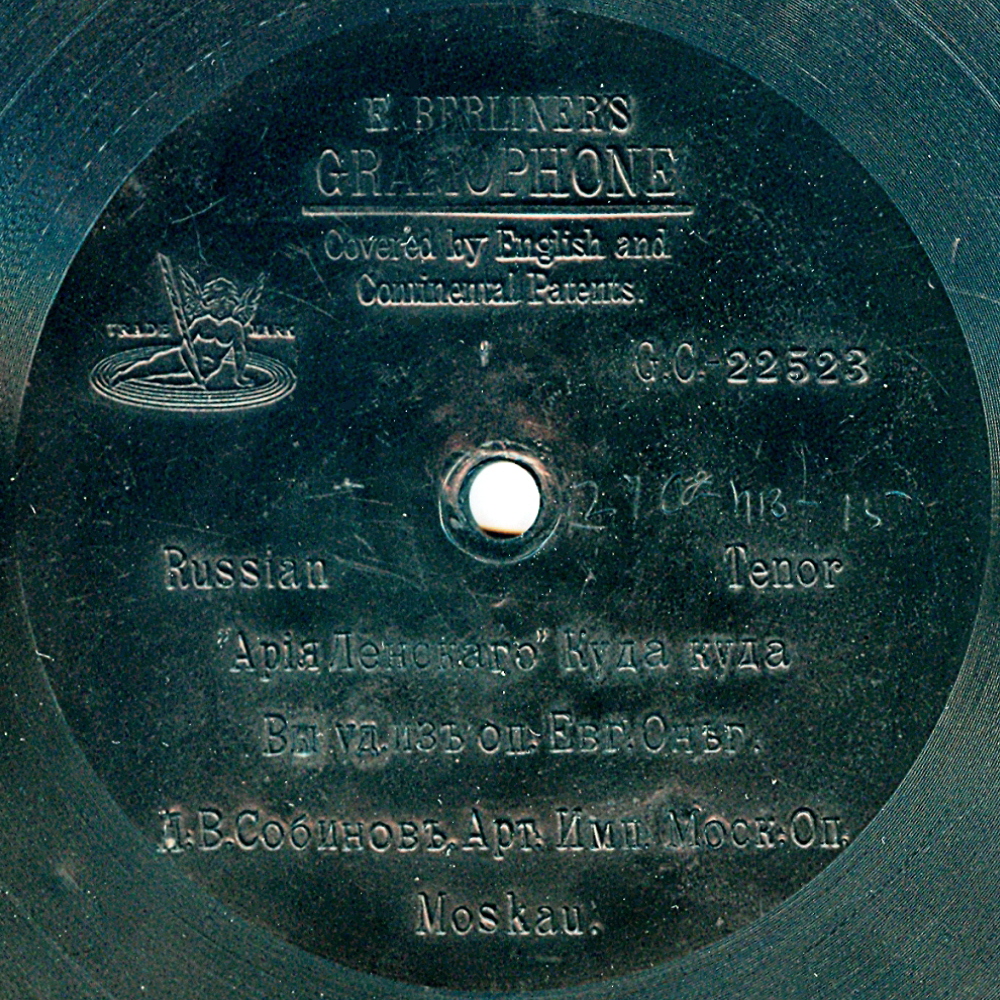 E. BERLINER'S
GRAMOPHONE
Covered by English and
Continental Patents.
TRADE MARK
G.C.-22523
Russian Tenor
"Арія Ленскаго" Куда куда
Вы уд. изъ оп. Евг. Онѣг.
Л.В.Собиновъ, Арт. Имп. Моск. Оп.
Moskau.